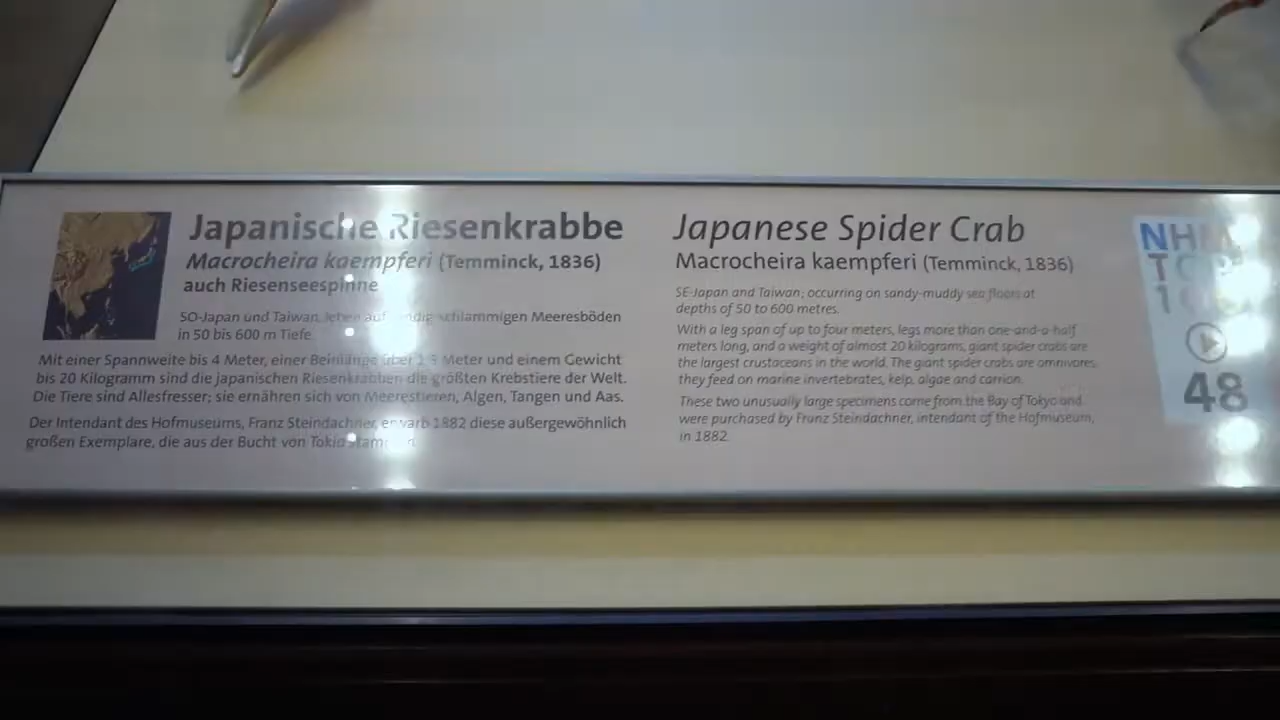 Japanische Riesenkrabbe
Macrocheira kaempferi (Temminck, 1836)
auch Riesenseespinne
SO-Japan und Taiwan, leben auf schlammigen Meeresböden
in 50 bis 600 m Tiefe.
Mit einer Spannweite bis 4 Meter, einer Beinlänge über 1,5 Meter und einem Gewicht
bis 20 Kilogramm sind die japanischen Riesenkrabben die größten Krebstiere der Welt.
Die Tiere sind Allesfresser; sie ernähren sich von Meerestieren, Algen, Tangen und Aas.
Der Intendant des Hofmuseums, Franz Steindachner, erwarb 1882 diese außergewöhnlich
großen Exemplare, die aus der Bucht von Tokio
Japanese Spider Crab
Macrocheira kaempferi (Temminck, 1836)
SE-Japan and Taiwan; occurring on sandy-muddy sea floors at
depths of 50 to 600 metres.
With a leg span of up to four meters, legs more than one-and-a-half
meters long, and a weight of almost 20 kilograms, giant spider crabs are
the largest crustaceans in the world. The giant spider crabs are omnivores,
they feed on marine invertebrates, kelp, algae and carrion.
These two unusually large specimens come from the Bay of Tokyo and
were purchased by Franz Steindachner, intendant of the Hofmuseum,
in 1882.
NHM
TOP
100
48